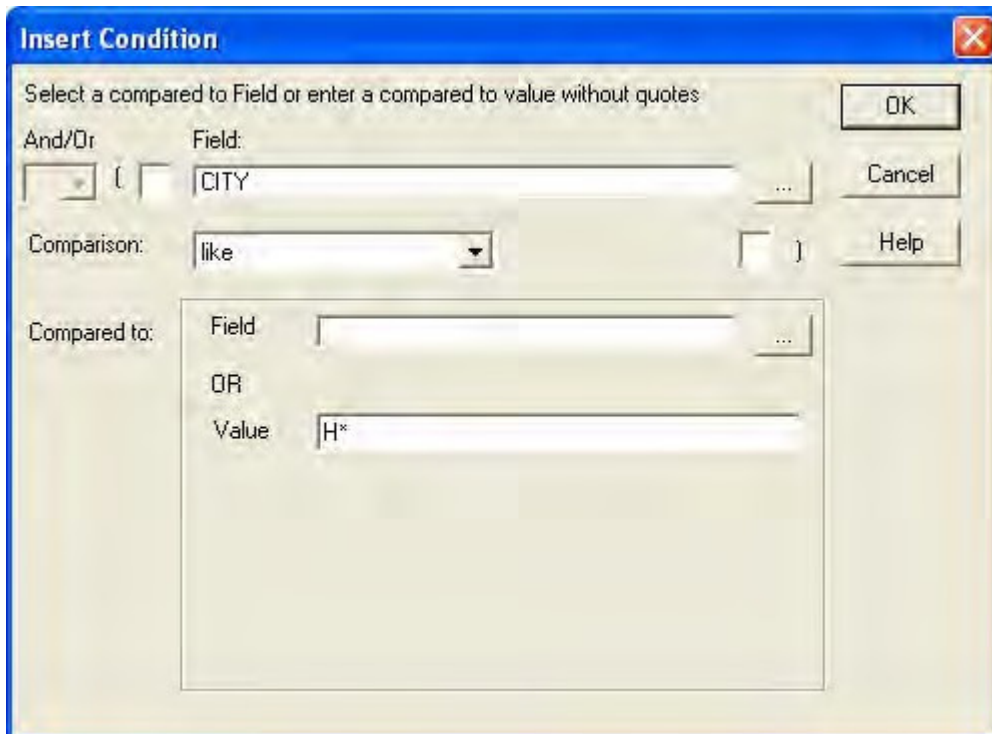 Insert Condition
Select a compared to Field or enter a compared to value without quotes
OK
And/Or Field:
( CITY ... Cancel
Comparison: like ) Help
Compared to: Field ...
OR
Value H*